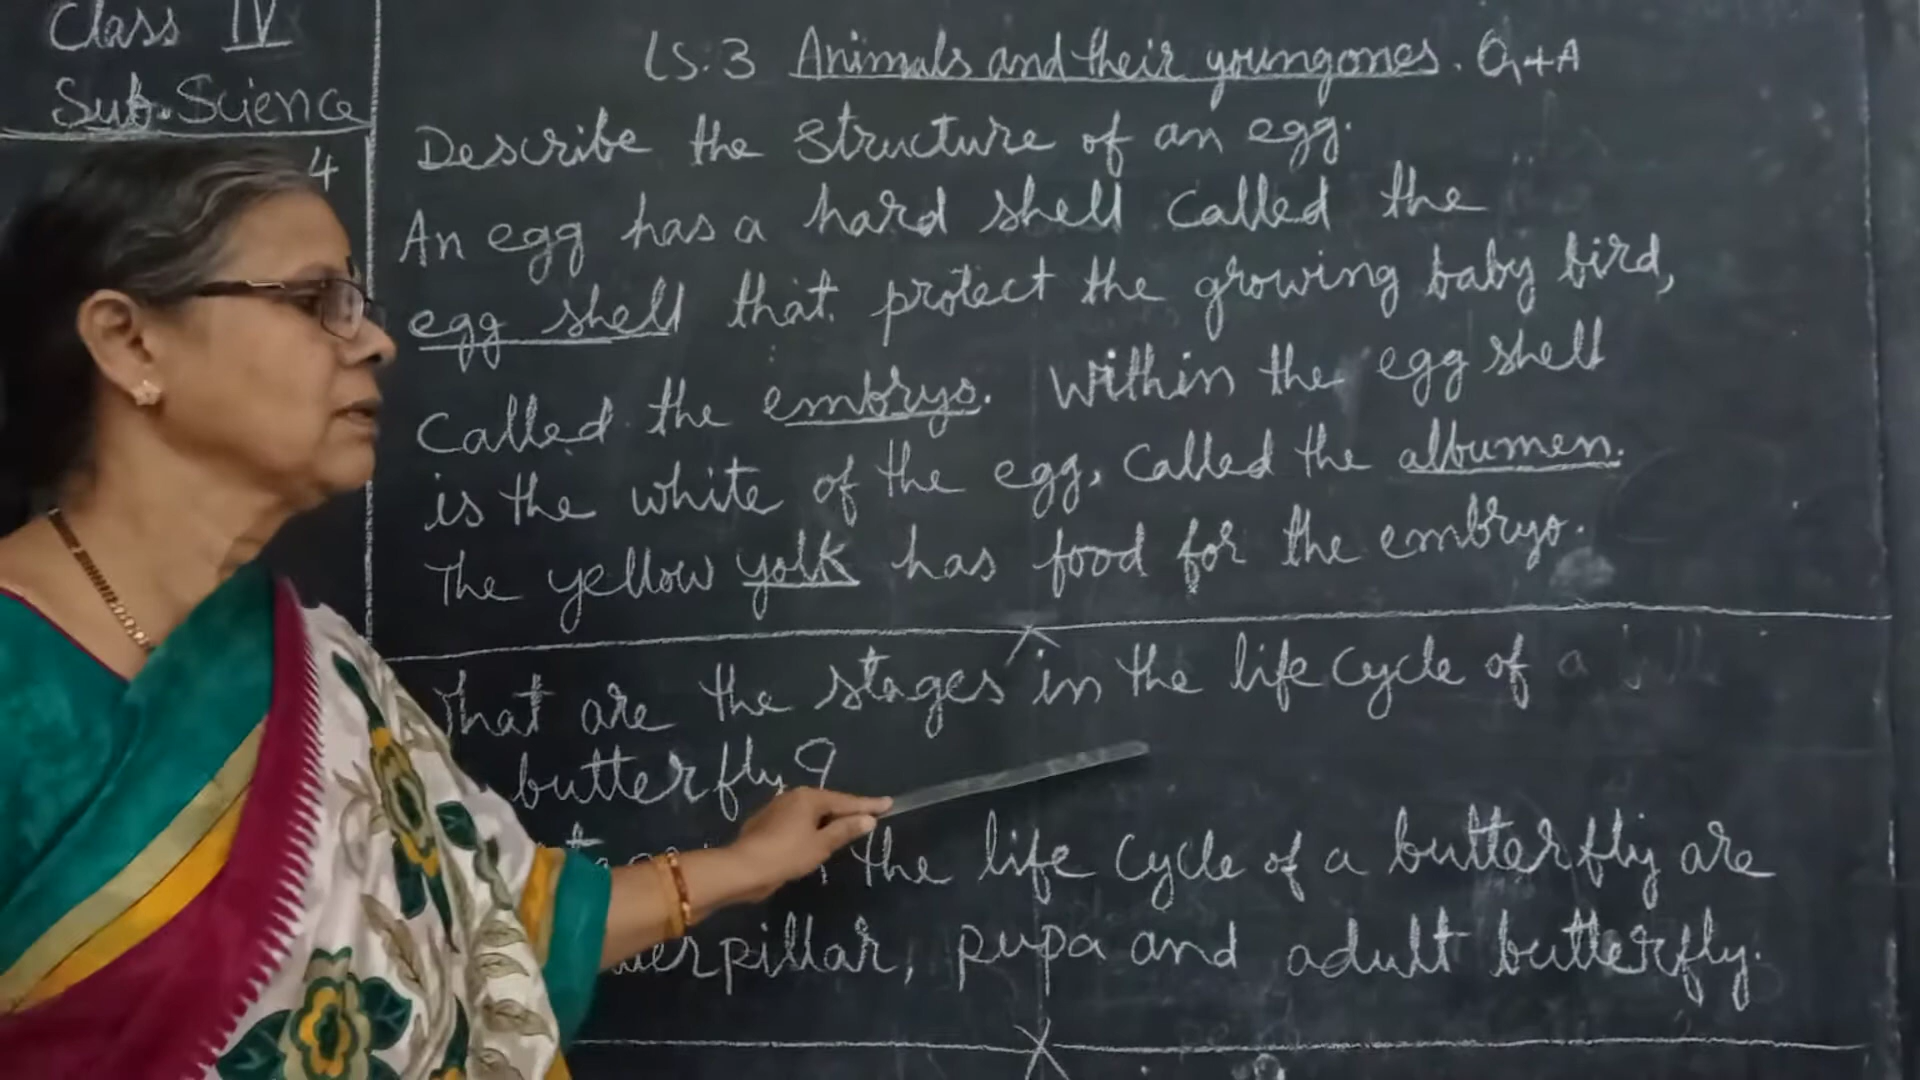 Class IV
Sub. Science
4
LS: 3 Animals and their youngones. Q+A
Describe the structure of an egg.
An egg has a hard shell called the
egg shell that protect the growing baby bird,
called the embryo. Within the egg shell
is the white of the egg, called the albumen.
The yellow yolk has food for the embryo.
What are the stages in the life cycle of a
butterfly?
the life cycle of a butterfly are
pupa and adult butterfly.